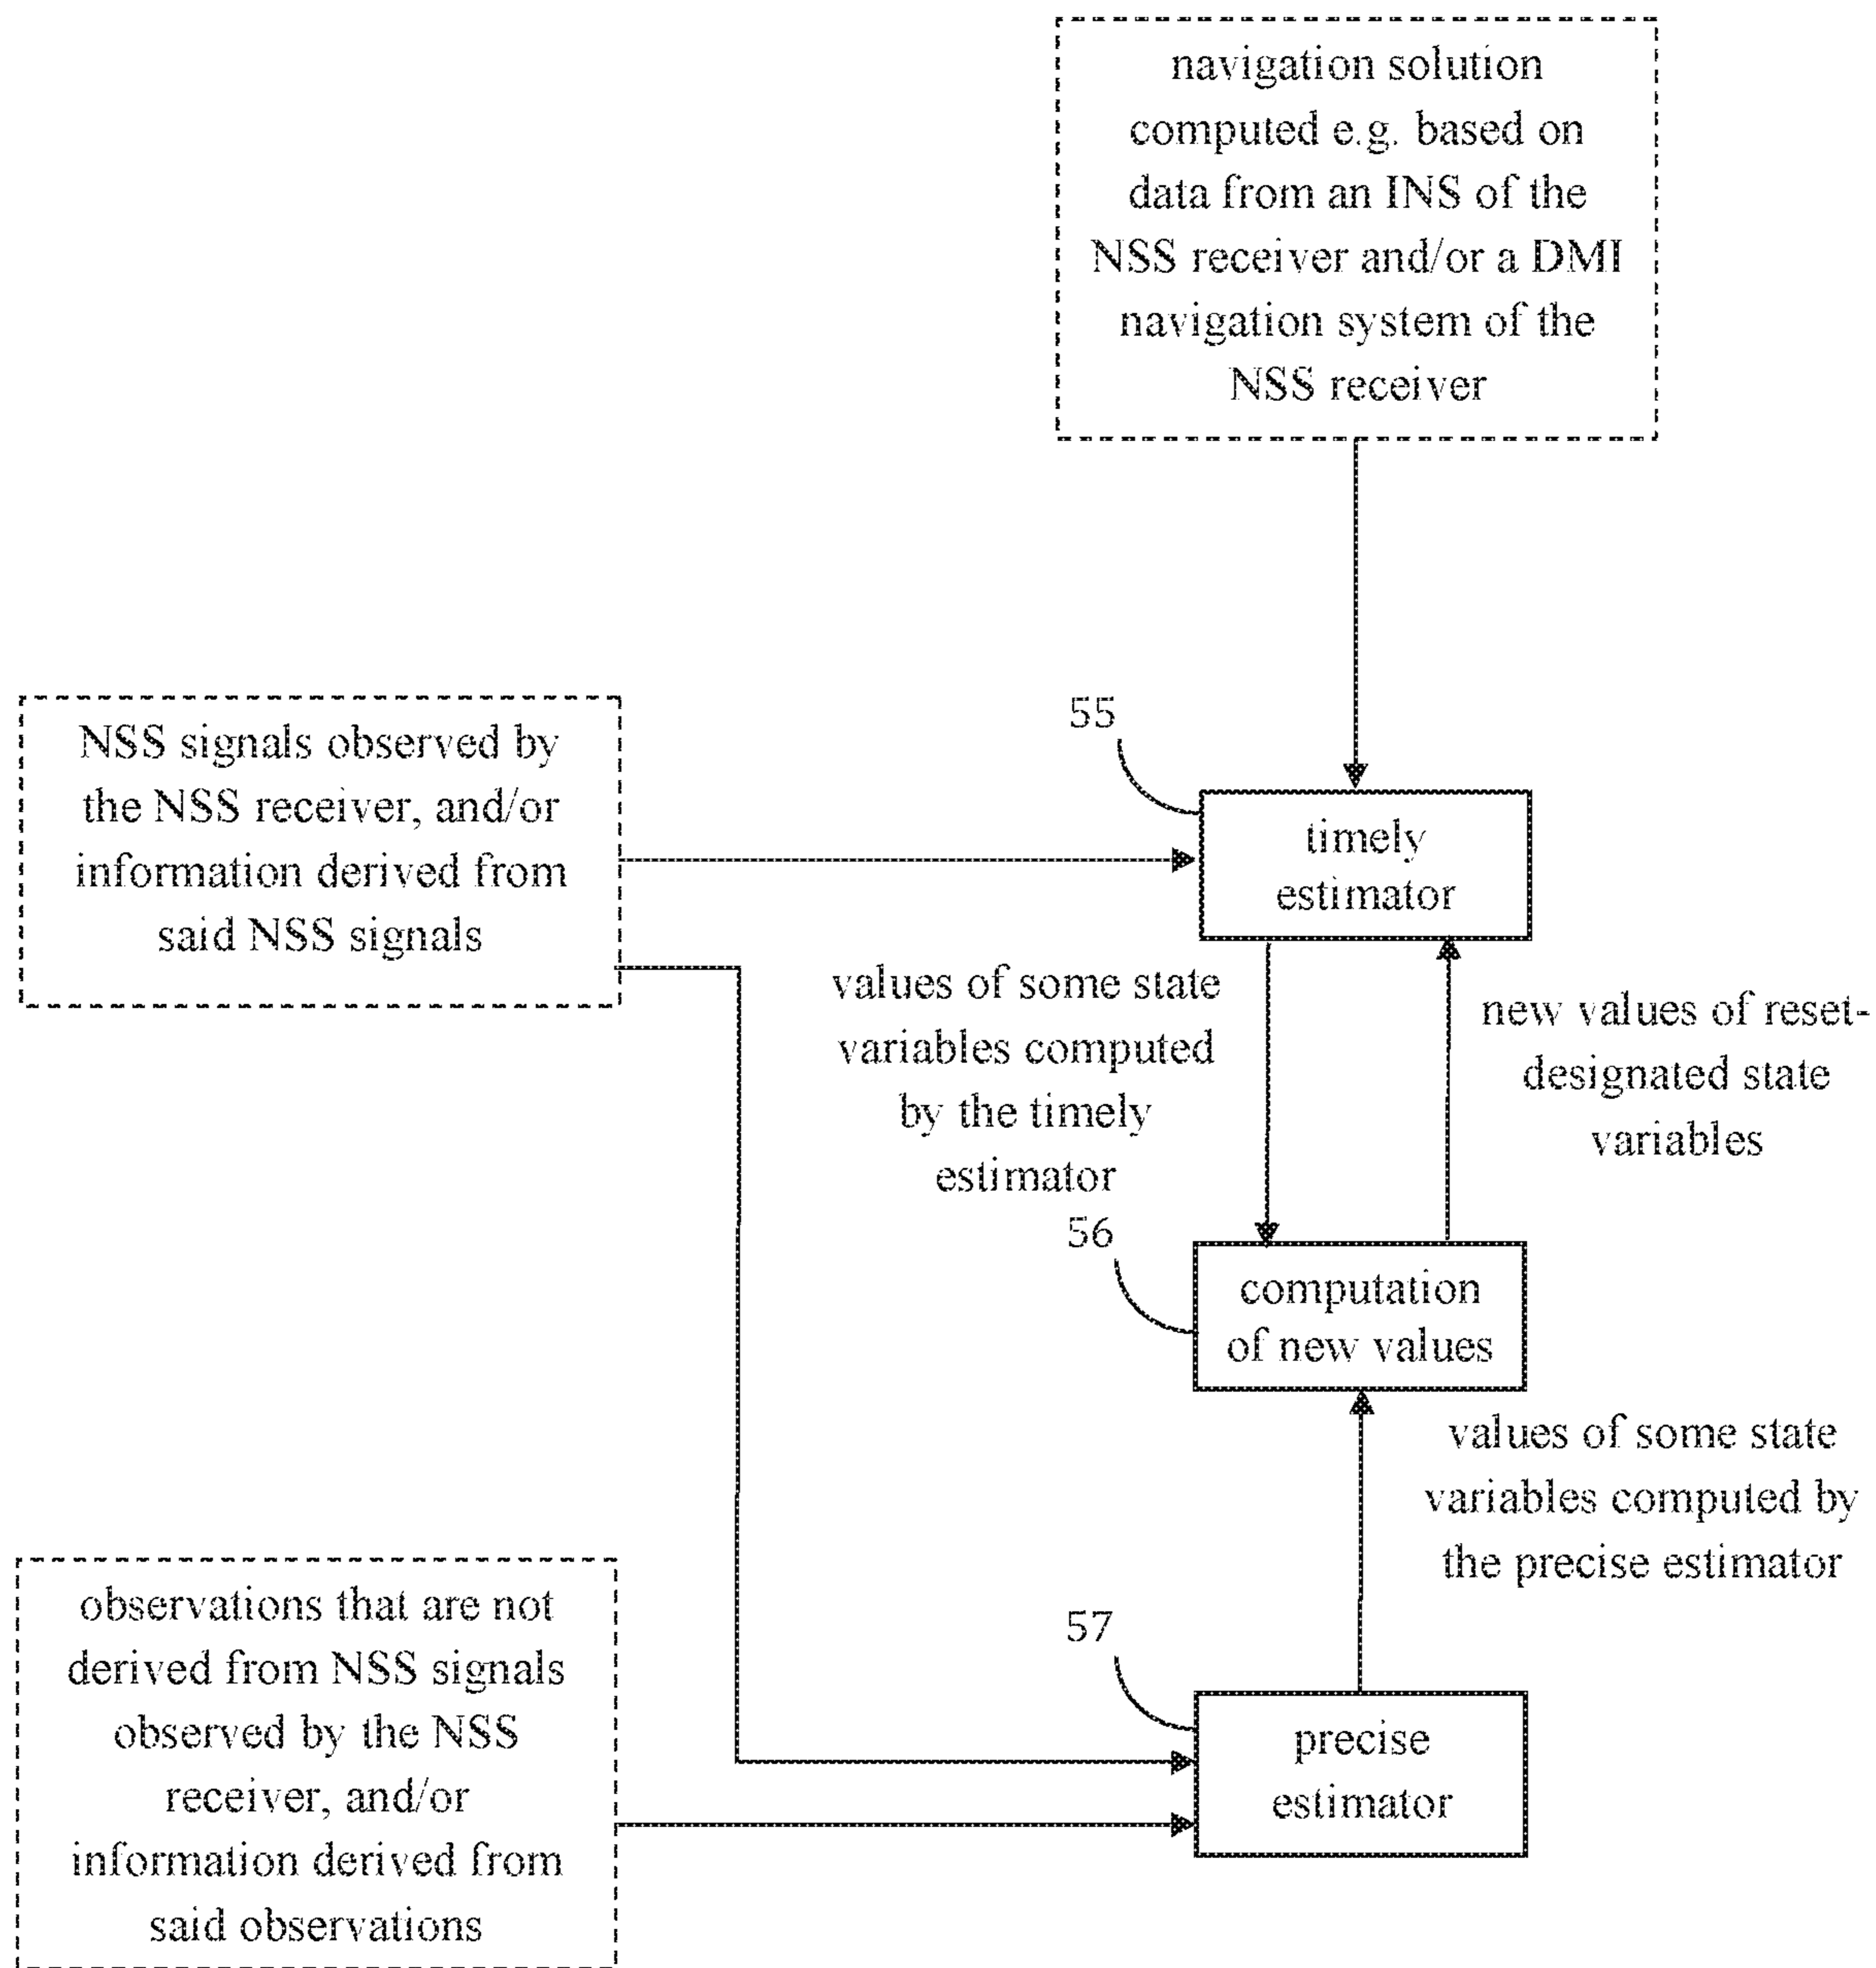 navigation solution
computed e.g. based on
data from an INS of the
NSS receiver and/or a DMI
navigation system of the
NSS receiver
55
NSS signals observed by
the NSS receiver, and/or
information derived from
said NSS signals
timely
estimator
values of some state
variables computed
by the timely
estimator
new values of reset-
designated state
variables
56
computation
of new values
values of some state
variables computed by
the precise estimator
57
observations that are not
derived from NSS signals
observed by the NSS
receiver, and/or
information derived from
said observations
precise
estimator